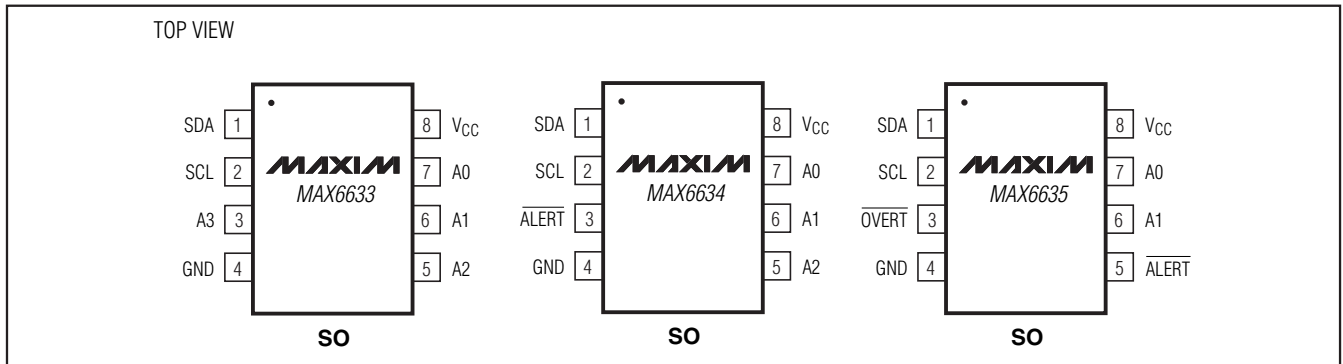 TOP VIEW
SDA 1 8 VCC SDA 1 8 VCC SDA 1 8 VCC
SCL 2 MAXIM 7 A0 SCL 2 MAXIM 7 A0 SCL 2 MAXIM 7 A0
MAX6633 MAX6634 MAX6635
A3 3 6 A1 ALERT 3 6 A1 OVERT 3 6 A1
GND 4 5 A2 GND 4 5 A2 GND 4 5 ALERT
SO SO SO